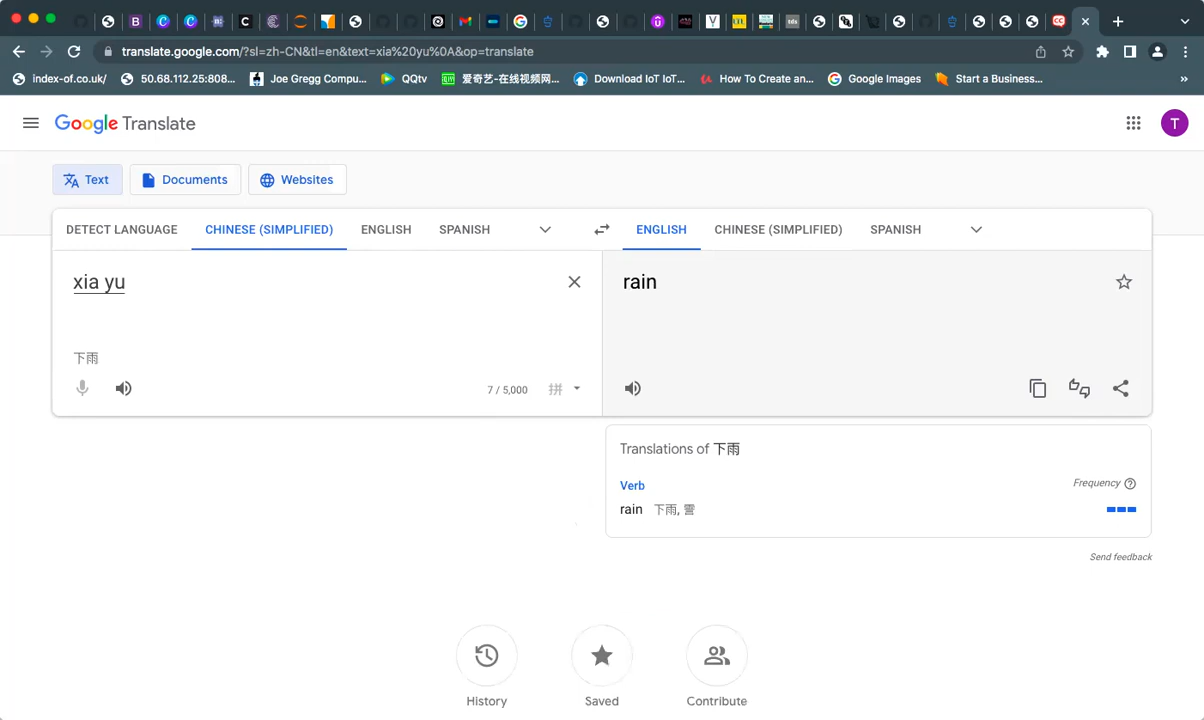 translate.google.com/?sl=zh-CN&tl=en&text=xia%20yu%0A&op=translate
index-of.co.uk/ 50.68.112.25:808... Joe Gregg Compu... QQtv 爱奇艺-在线视频网... Download IoT IoT... How To Create an... Google Images Start a Business... »
Google Translate T
Text Documents Websites
DETECT LANGUAGE CHINESE (SIMPLIFIED) ENGLISH SPANISH ENGLISH CHINESE (SIMPLIFIED) SPANISH
xia yu rain
下雨
7 / 5,000 拼
Translations of 下雨
Verb Frequency
rain 下雨, 霅
Send feedback
History Saved Contribute